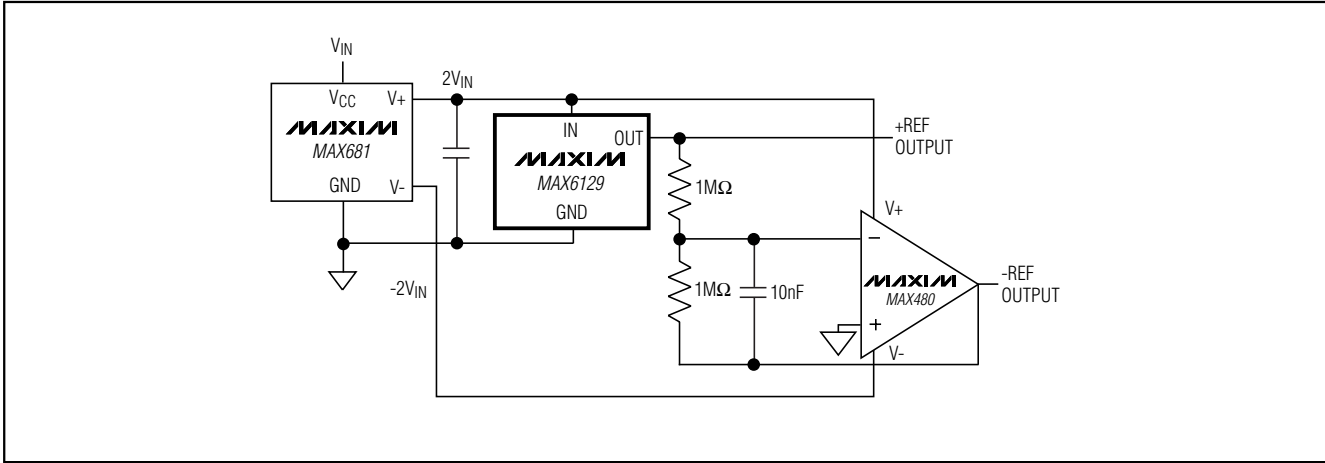 VIN
VCC
V+
MAXIM
MAX681
GND
V-
2VIN
-2VIN
IN
OUT
MAXIM
MAX6129
GND
+REF
OUTPUT
1MΩ
1MΩ
10nF
V+
−
MAXIM
MAX480
+
V-
-REF
OUTPUT